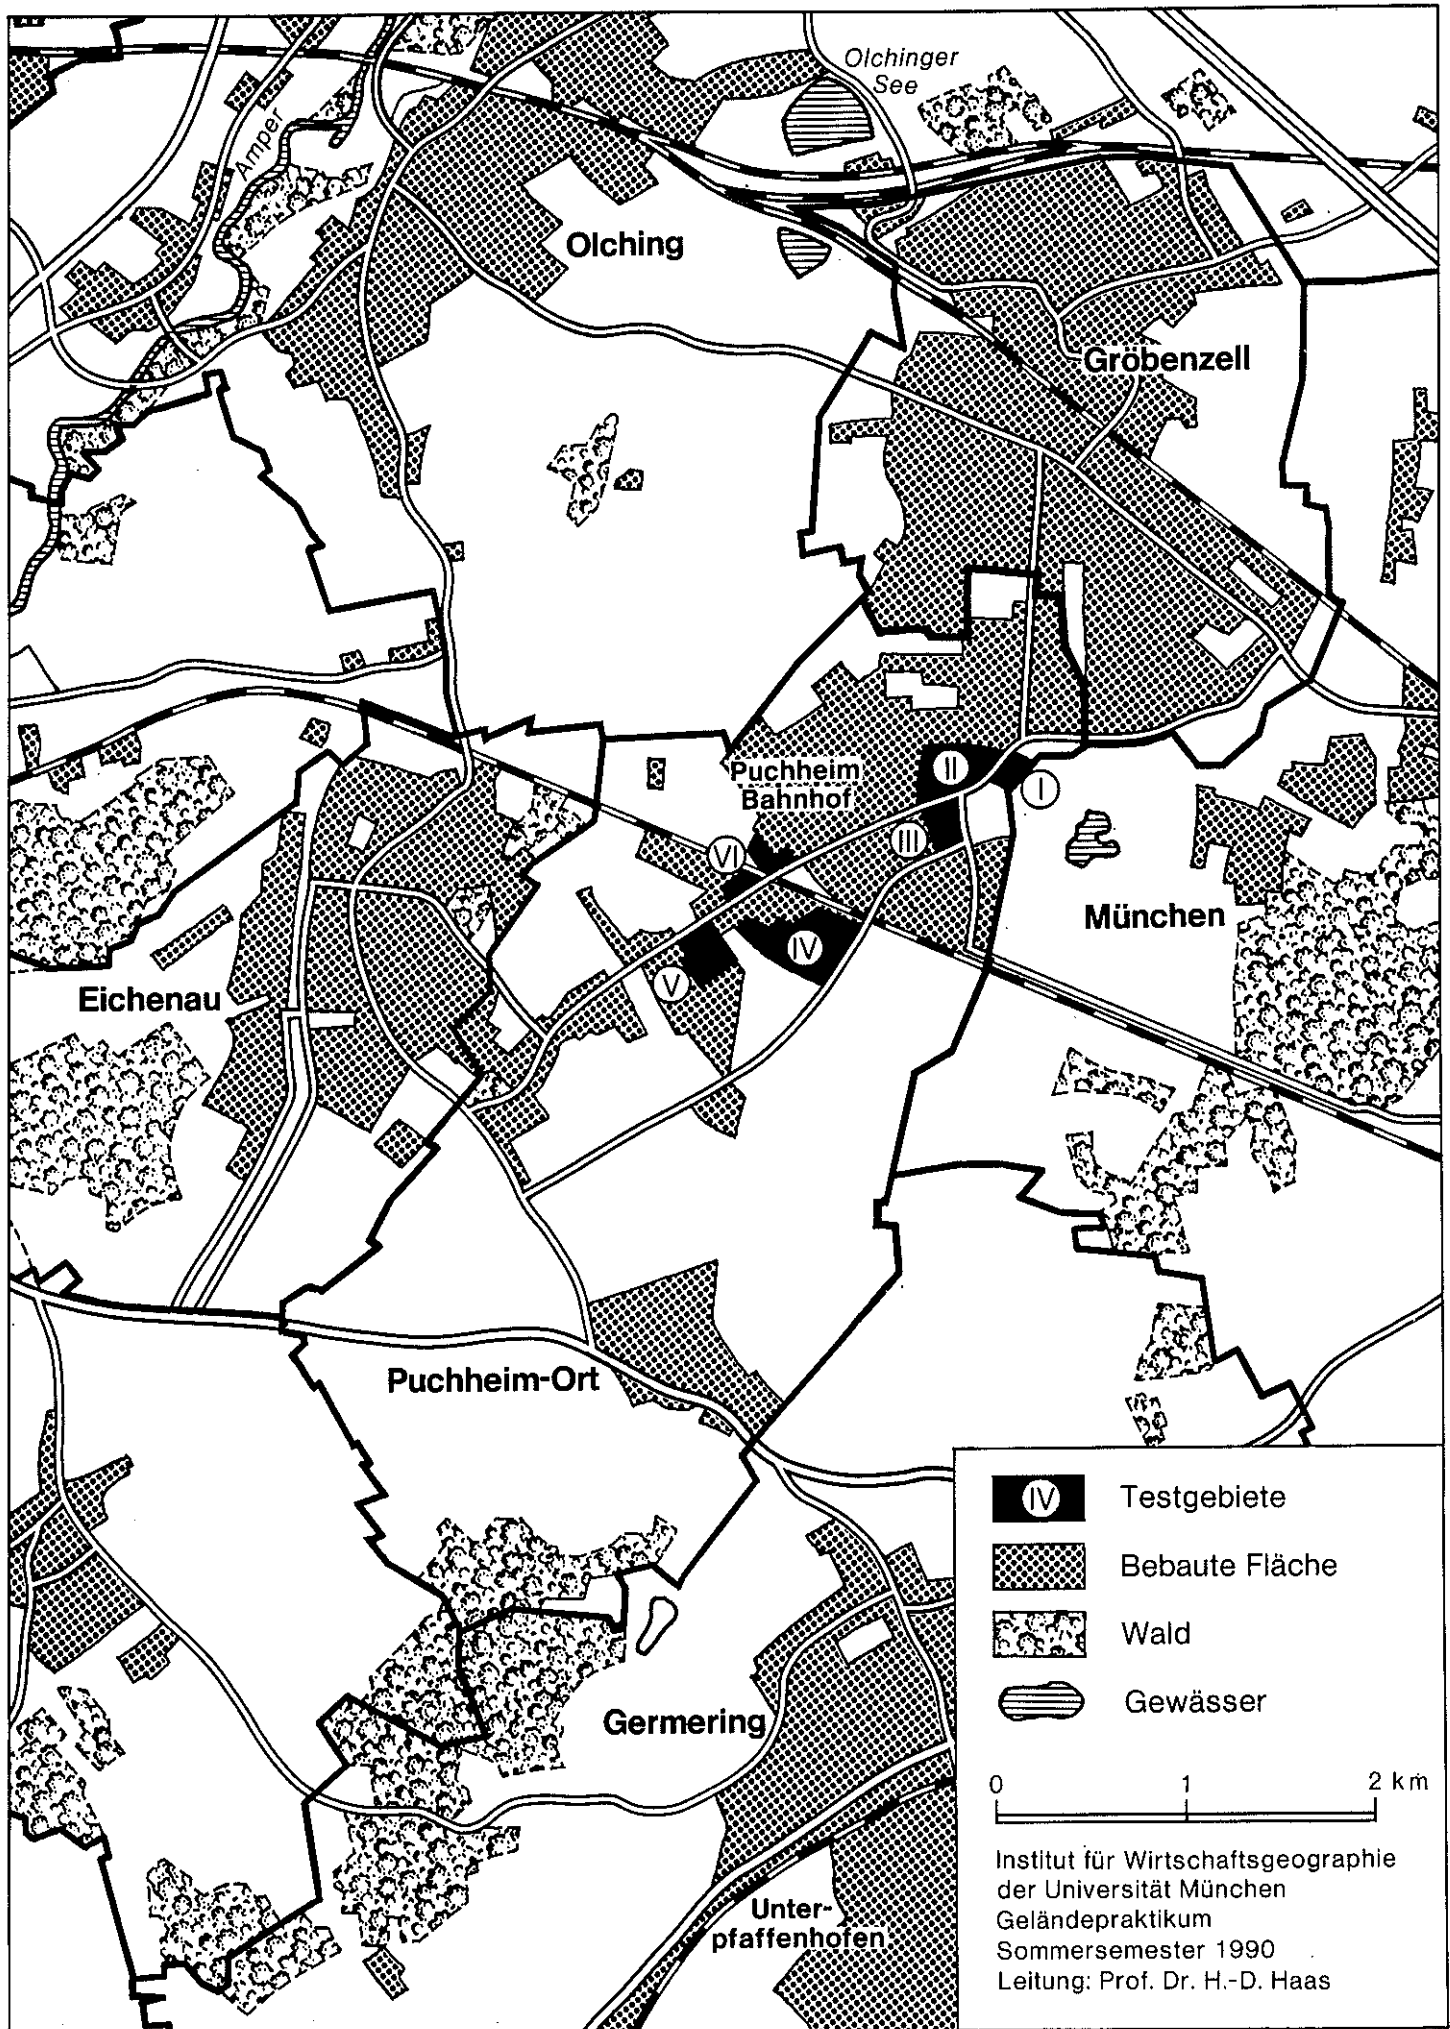 Olchinger
See
Amper
Olching
Gröbenzell
Puchheim
Bahnhof
II
I
III
VI
München
IV
V
Eichenau
Puchheim-Ort
IV
Testgebiete
Bebaute Fläche
Wald
Gewässer
Germering
0 1 2 km
Institut für Wirtschaftsgeographie
der Universität München
Geländepraktikum
Sommersemester 1990
Leitung: Prof. Dr. H.-D. Haas
Unter-
pfaffenhofen